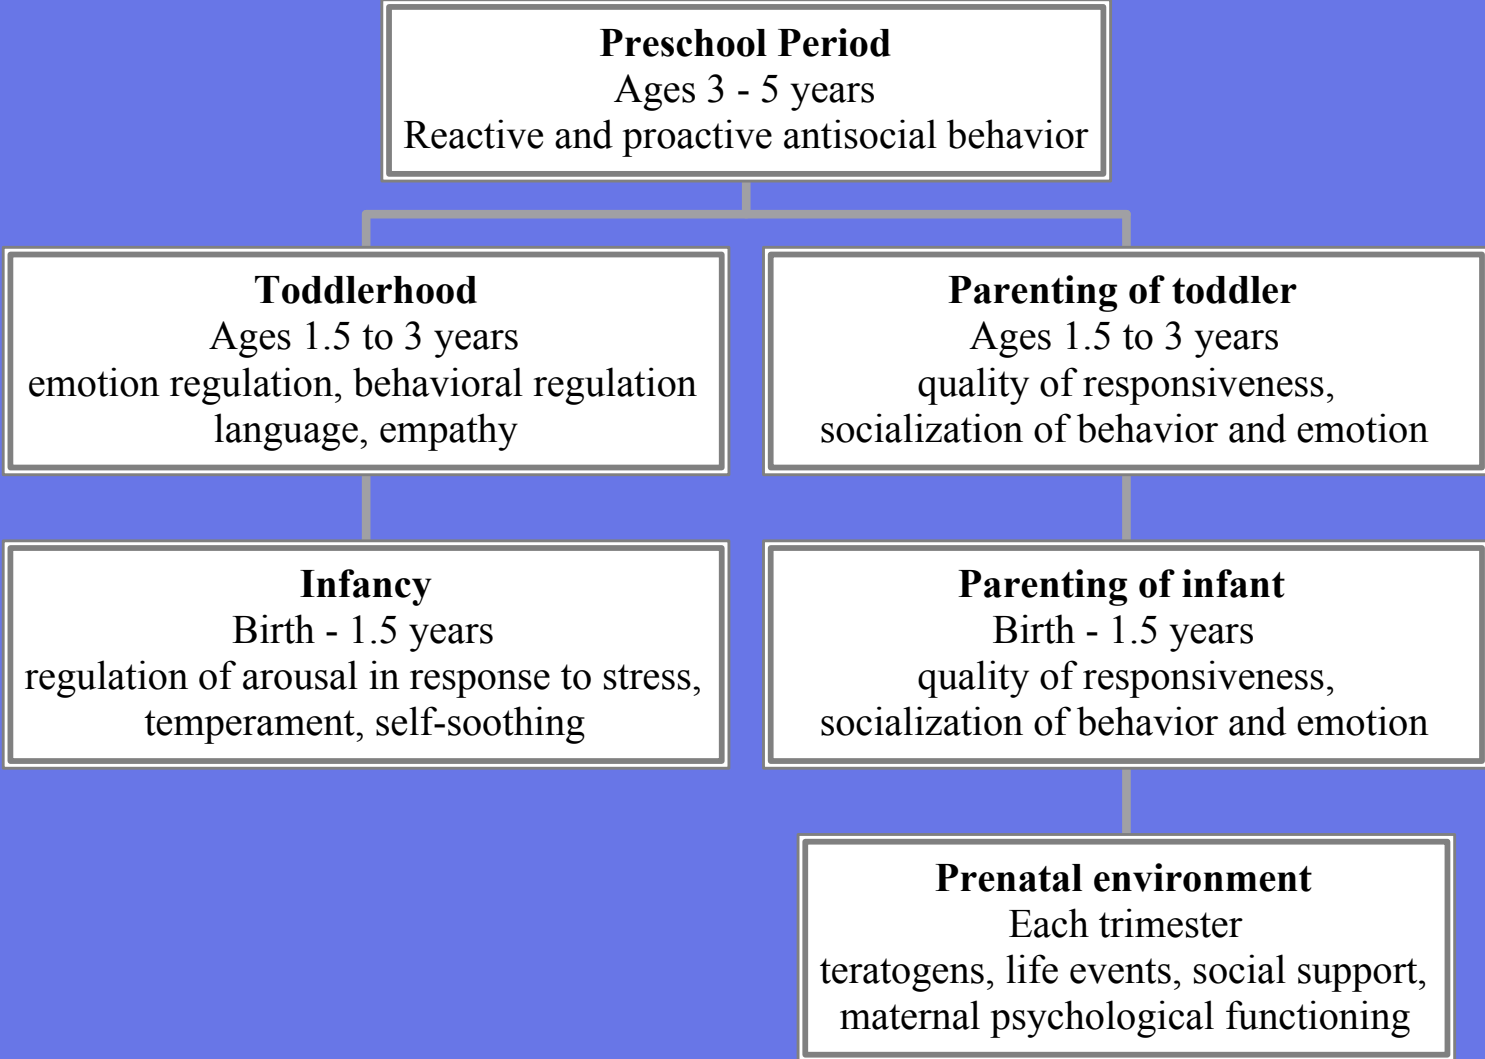 Preschool Period
Ages 3 - 5 years
Reactive and proactive antisocial behavior
Toddlerhood
Ages 1.5 to 3 years
emotion regulation, behavioral regulation
language, empathy
Parenting of toddler
Ages 1.5 to 3 years
quality of responsiveness,
socialization of behavior and emotion
Infancy
Birth - 1.5 years
regulation of arousal in response to stress,
temperament, self-soothing
Parenting of infant
Birth - 1.5 years
quality of responsiveness,
socialization of behavior and emotion
Prenatal environment
Each trimester
teratogens, life events, social support,
maternal psychological functioning